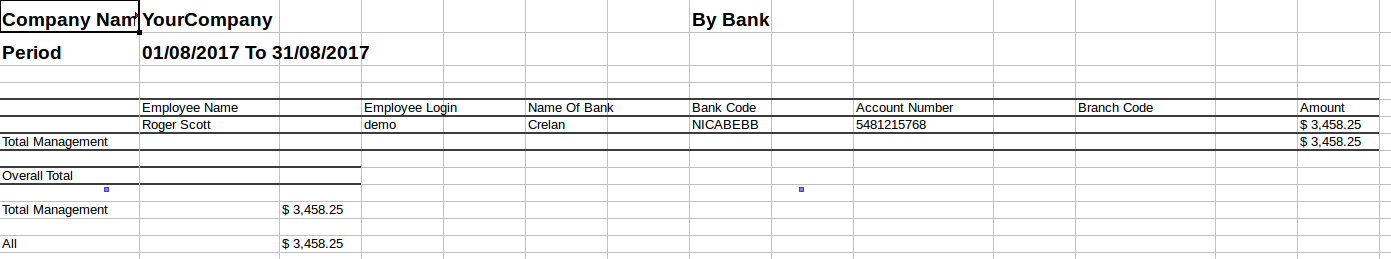 Company Nam YourCompany By Bank
Period 01/08/2017 To 31/08/2017
Employee Name Employee Login Name Of Bank Bank Code Account Number Branch Code Amount
Roger Scott demo Crelan NICABEBB 5481215768 $ 3,458.25
Total Management $ 3,458.25
Overall Total
Total Management $ 3,458.25
All $ 3,458.25